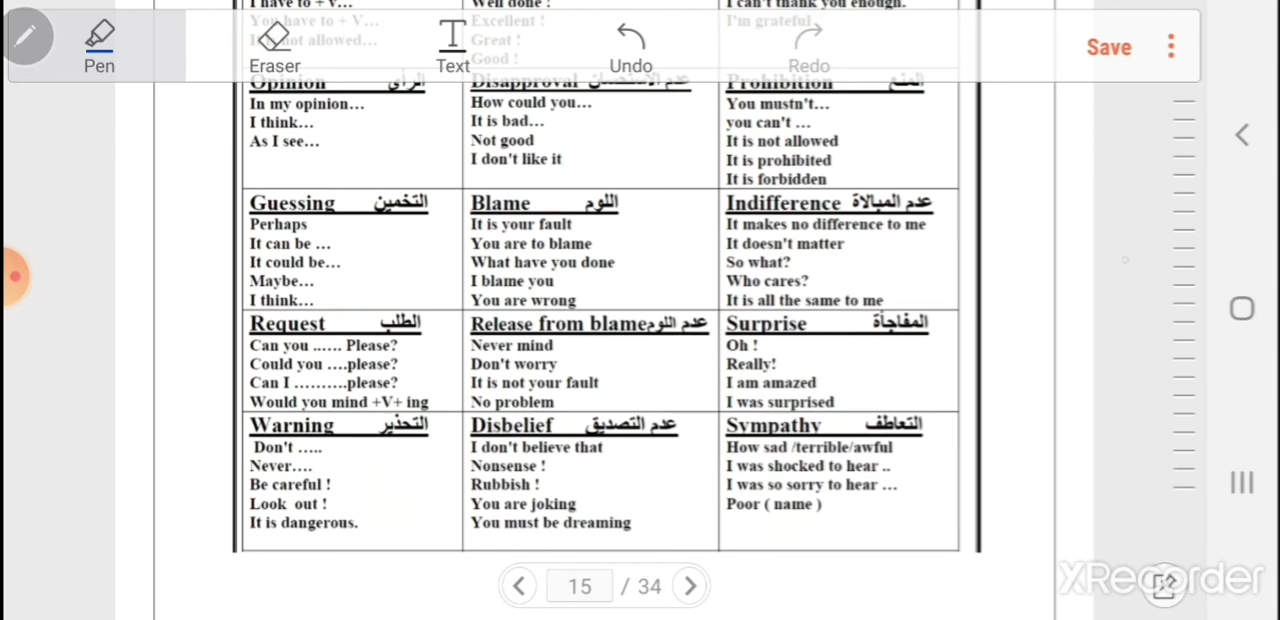 I have to + V...
Well done !
I can't thank you enough.
You have to + V...
Excellent !
I'm grateful
not allowed...
Great !
Good !
Pen
Eraser
Text
Undo
Redo
Save
Opinion الرأي
In my opinion...
I think...
As I see...
Disapproval عدم الاستحسان
How could you...
It is bad...
Not good
I don't like it
Prohibition المنع
You mustn't...
you can't ...
It is not allowed
It is prohibited
It is forbidden
Guessing التخمين
Perhaps
It can be ...
It could be...
Maybe...
I think...
Blame اللوم
It is your fault
You are to blame
What have you done
I blame you
You are wrong
Indifference عدم المبالاة
It makes no difference to me
It doesn't matter
So what?
Who cares?
It is all the same to me
Request الطلب
Can you ...... Please?
Could you ....please?
Can I ..........please?
Would you mind +V+ ing
Release from blame عدم اللوم
Never mind
Don't worry
It is not your fault
No problem
Surprise المفاجأة
Oh !
Really!
I am amazed
I was surprised
Warning التحذير
Don't .....
Never....
Be careful !
Look out !
It is dangerous.
Disbelief عدم التصديق
I don't believe that
Nonsense !
Rubbish !
You are joking
You must be dreaming
Sympathy التعاطف
How sad /terrible/awful
I was shocked to hear ..
I was so sorry to hear ...
Poor ( name )
15 / 34
XRecorder